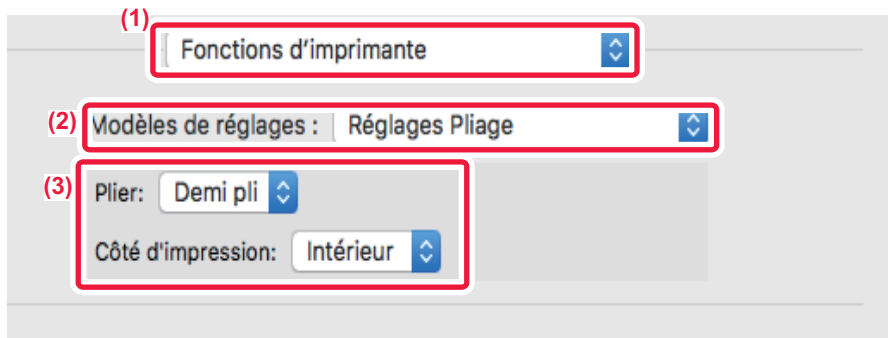 (1)
Fonctions d’imprimante
(2) Modèles de réglages : Réglages Pliage
(3)
Plier: Demi pli
Côté d'impression: Intérieur